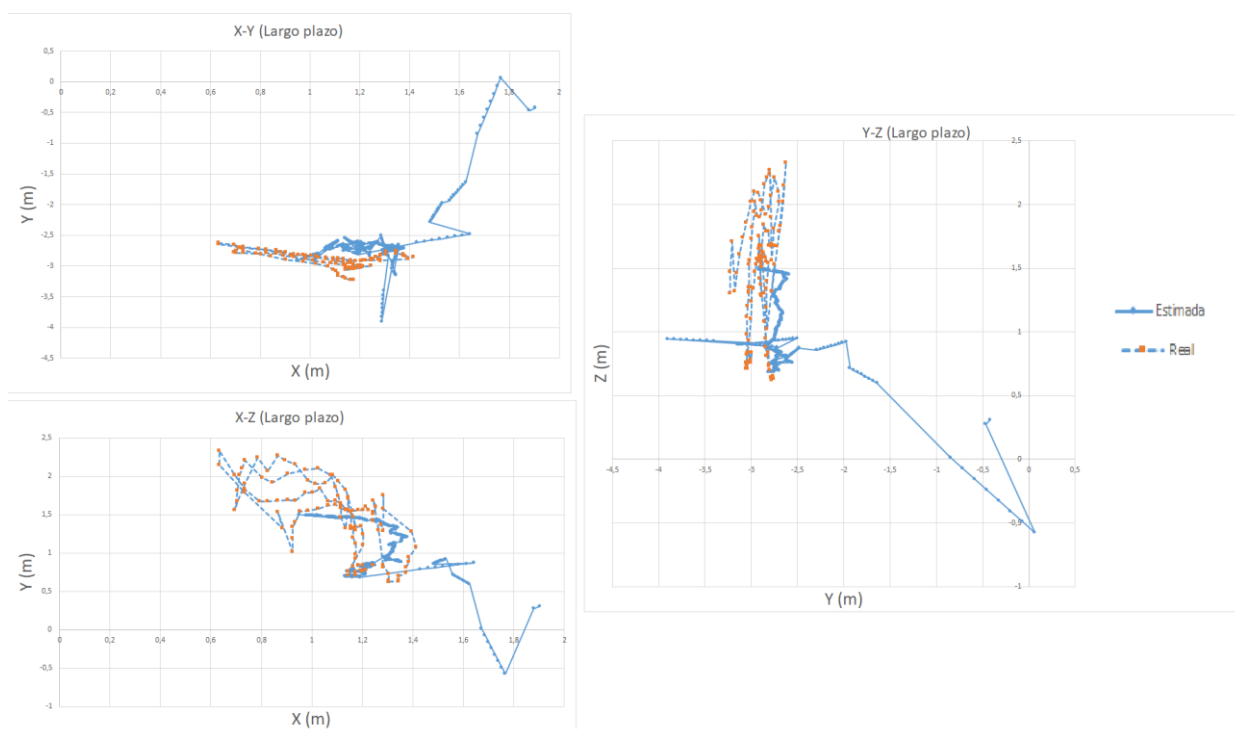 X-Y (Largo plazo)
0,5
0
0 0,2 0,4 0,6 0,8 1 1,2 1,4 1,6 1,8 2
-0,5
-1
-1,5
-2
-2,5
-3
-3,5
-4
-4,5
Y (m)
X (m)
X-Z (Largo plazo)
2,5
2
1,5
1
0,5
0
0 0,2 0,4 0,6 0,8 1 1,2 1,4 1,6 1,8 2
-0,5
-1
Y (m)
X (m)
Y-Z (Largo plazo)
2,5
2
1,5
1
0,5
0
-4,5 -4 -3,5 -3 -2,5 -2 -1,5 -1 -0,5 0 0,5
-0,5
-1
Z (m)
Y (m)
Estimada
Real